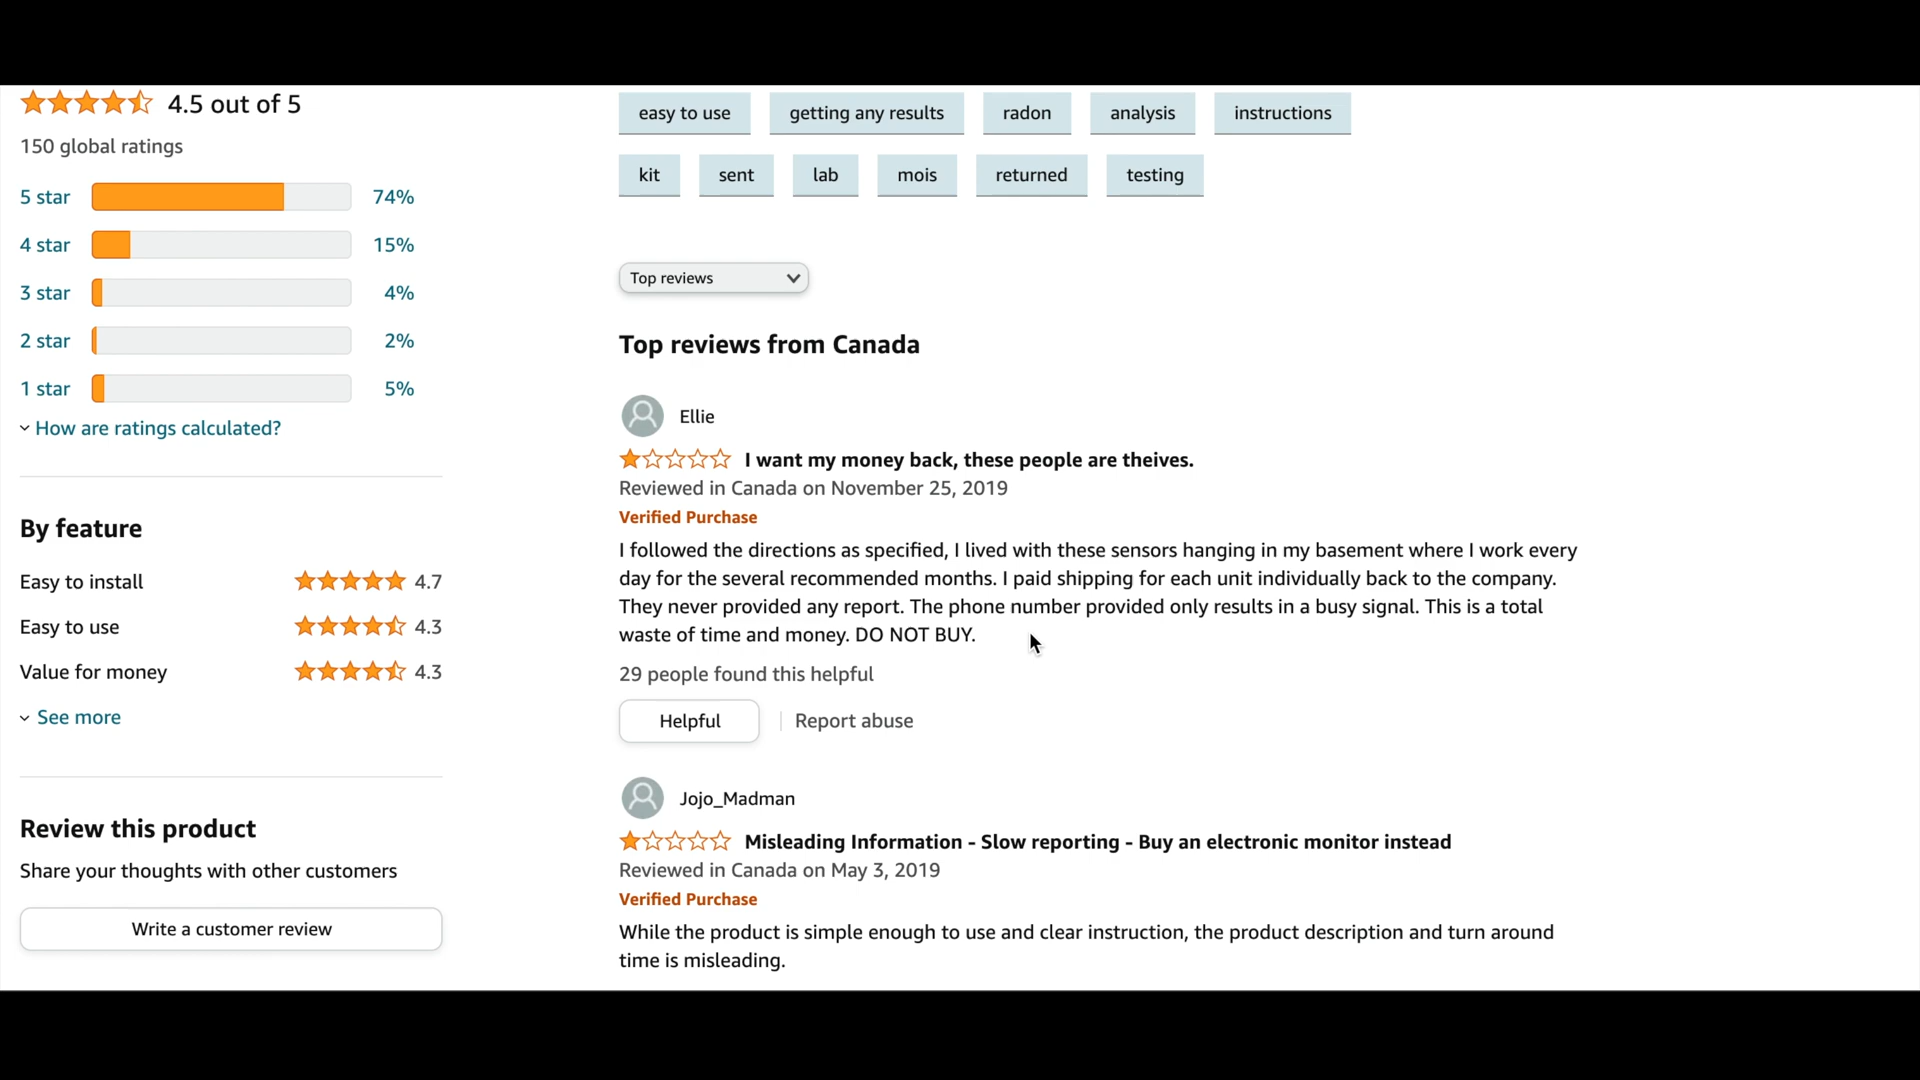 4.5 out of 5
150 global ratings
5 star 74%
4 star 15%
3 star 4%
2 star 2%
1 star 5%
How are ratings calculated?
By feature
Easy to install 4.7
Easy to use 4.3
Value for money 4.3
See more
Review this product
Share your thoughts with other customers
Write a customer review
easy to use getting any results radon analysis instructions
kit sent lab mois returned testing
Top reviews
Top reviews from Canada
Ellie
I want my money back, these people are theives.
Reviewed in Canada on November 25, 2019
Verified Purchase
I followed the directions as specified, I lived with these sensors hanging in my basement where I work every
day for the several recommended months. I paid shipping for each unit individually back to the company.
They never provided any report. The phone number provided only results in a busy signal. This is a total
waste of time and money. DO NOT BUY.
29 people found this helpful
Helpful Report abuse
Jojo_Madman
Misleading Information - Slow reporting - Buy an electronic monitor instead
Reviewed in Canada on May 3, 2019
Verified Purchase
While the product is simple enough to use and clear instruction, the product description and turn around
time is misleading.